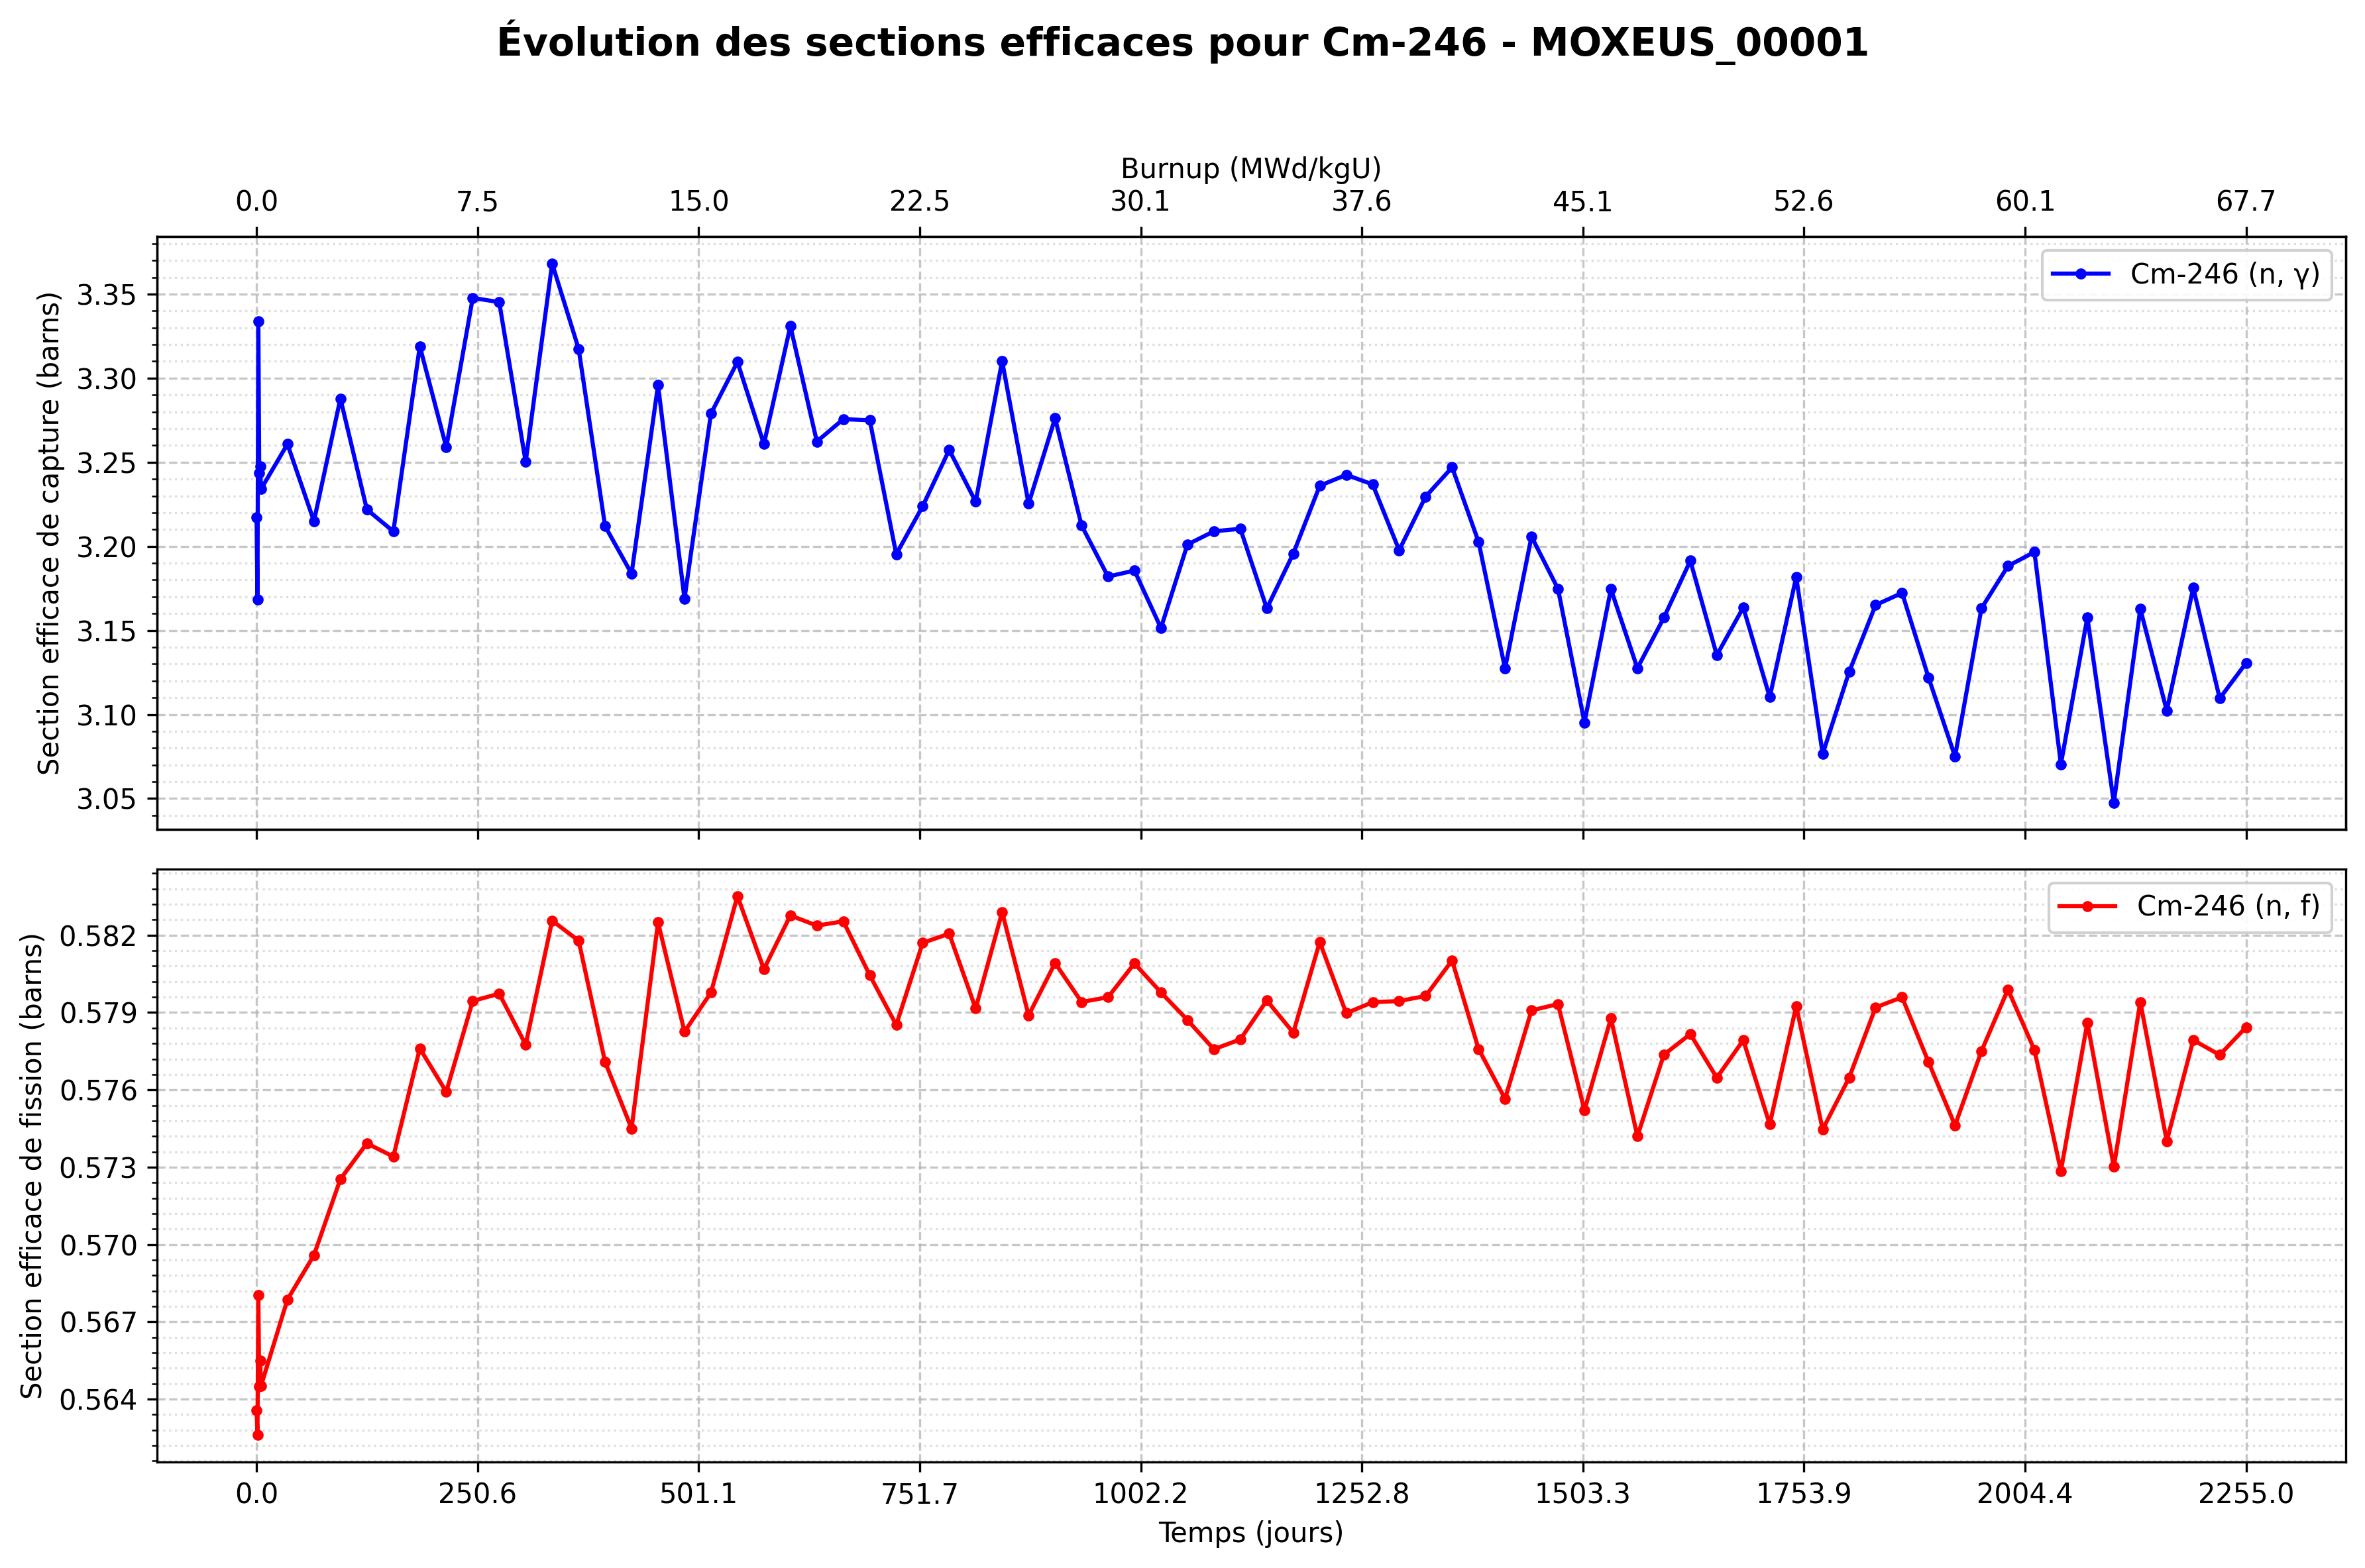 Évolution des sections efficaces pour Cm-246 - MOXEUS_00001
Burnup (MWd/kgU)
0.0 7.5 15.0 22.5 30.1 37.6 45.1 52.6 60.1 67.7
Section efficace de capture (barns)
3.35
3.30
3.25
3.20
3.15
3.10
3.05
Cm-246 (n, γ)
Section efficace de fission (barns)
0.582
0.579
0.576
0.573
0.570
0.567
0.564
Cm-246 (n, f)
0.0 250.6 501.1 751.7 1002.2 1252.8 1503.3 1753.9 2004.4 2255.0
Temps (jours)